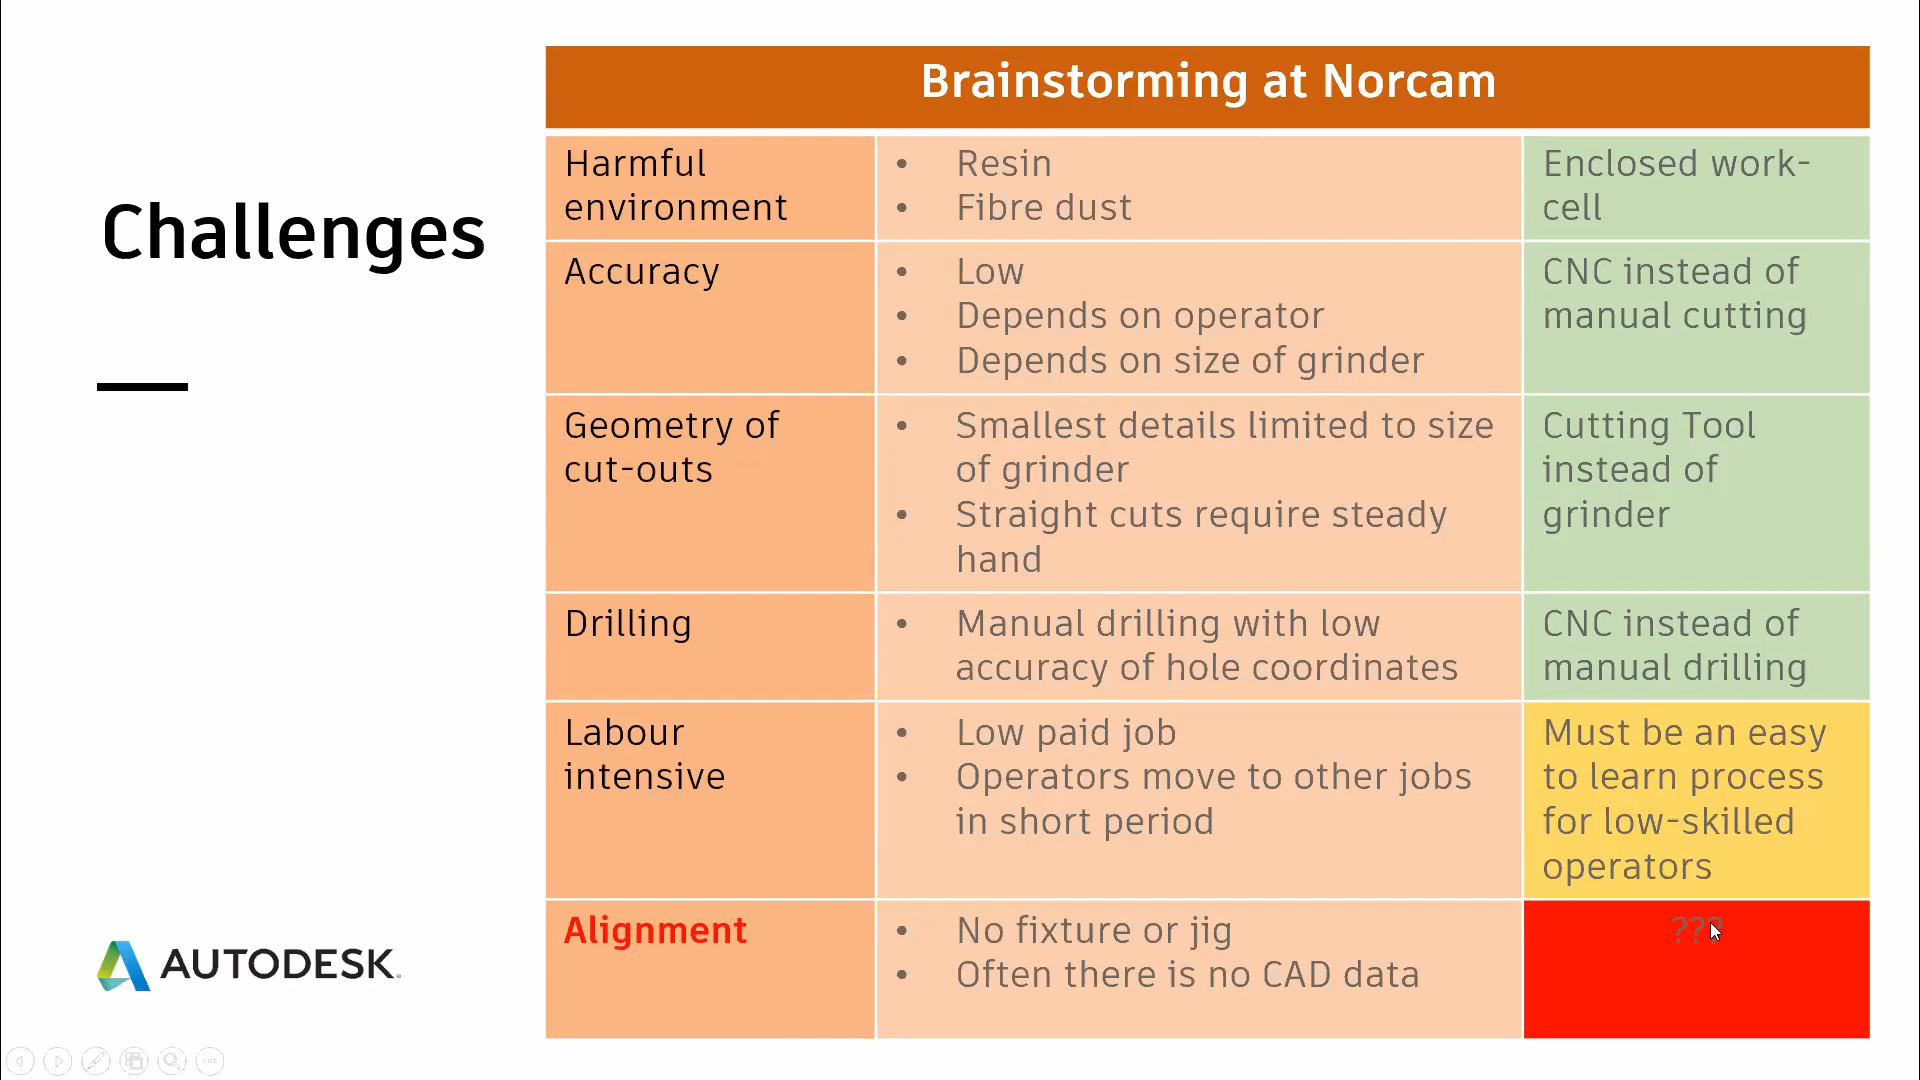 Challenges
Brainstorming at Norcam
Harmful
environment
• Resin
• Fibre dust
Enclosed work-
cell
Accuracy
• Low
• Depends on operator
• Depends on size of grinder
CNC instead of
manual cutting
Geometry of
cut-outs
• Smallest details limited to size
of grinder
• Straight cuts require steady
hand
Cutting Tool
instead of
grinder
Drilling
• Manual drilling with low
accuracy of hole coordinates
CNC instead of
manual drilling
Labour
intensive
• Low paid job
• Operators move to other jobs
in short period
Must be an easy
to learn process
for low-skilled
operators
Alignment
• No fixture or jig
• Often there is no CAD data
???
AUTODESK.